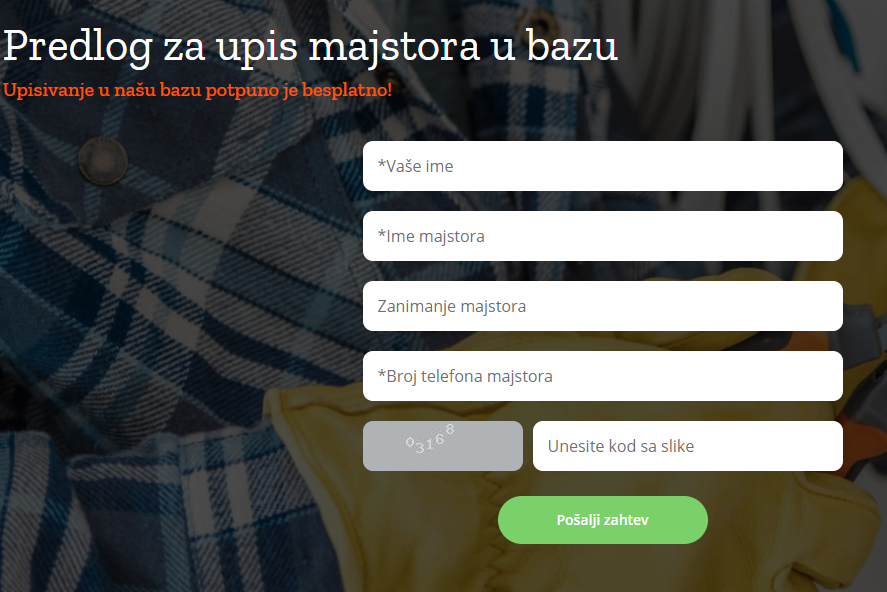 Predlog za upis majstora u bazu
Upisivanje u našu bazu potpuno je besplatno!
*Vaše ime
*Ime majstora
Zanimanje majstora
*Broj telefona majstora
03168
Unesite kod sa slike
Pošalji zahtev